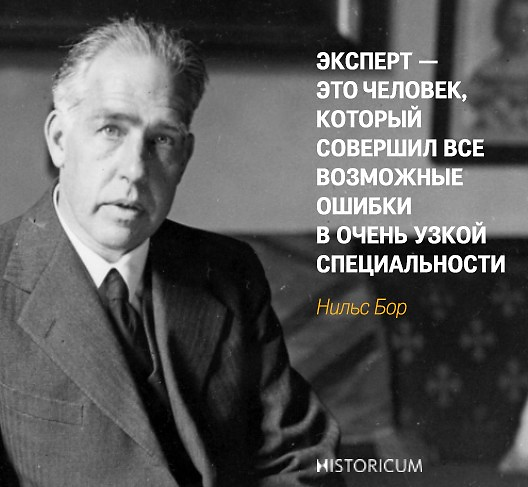 ЭКСПЕРТ —
ЭТО ЧЕЛОВЕК,
КОТОРЫЙ
СОВЕРШИЛ ВСЕ
ВОЗМОЖНЫЕ
ОШИБКИ
В ОЧЕНЬ УЗКОЙ
СПЕЦИАЛЬНОСТИ
Нильс Бор
HISTORICUM